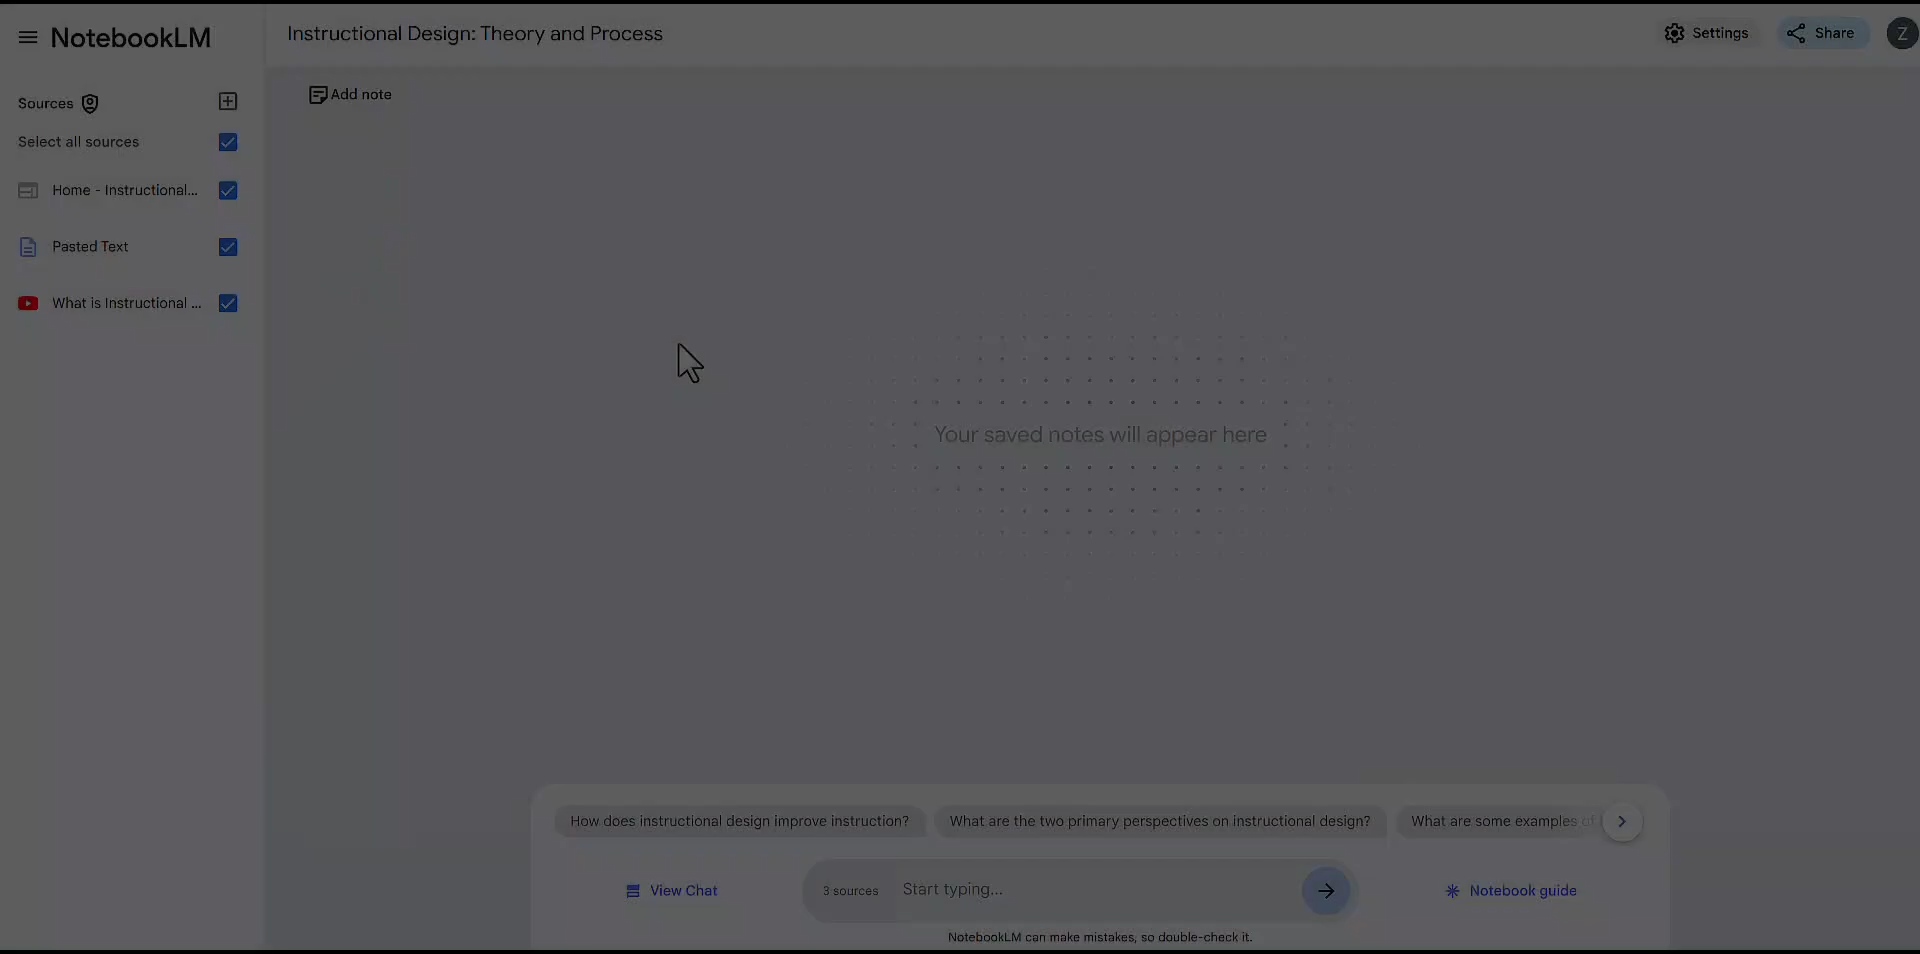 NotebookLM
Instructional Design: Theory and Process
Settings
Share
Z
Sources
Select all sources
Home - Instructional...
Pasted Text
What is Instructional ...
Add note
Your saved notes will appear here
How does instructional design improve instruction?
What are the two primary perspectives on instructional design?
What are some examples of
View Chat
3 sources
Start typing...
Notebook guide
NotebookLM can make mistakes, so double-check it.